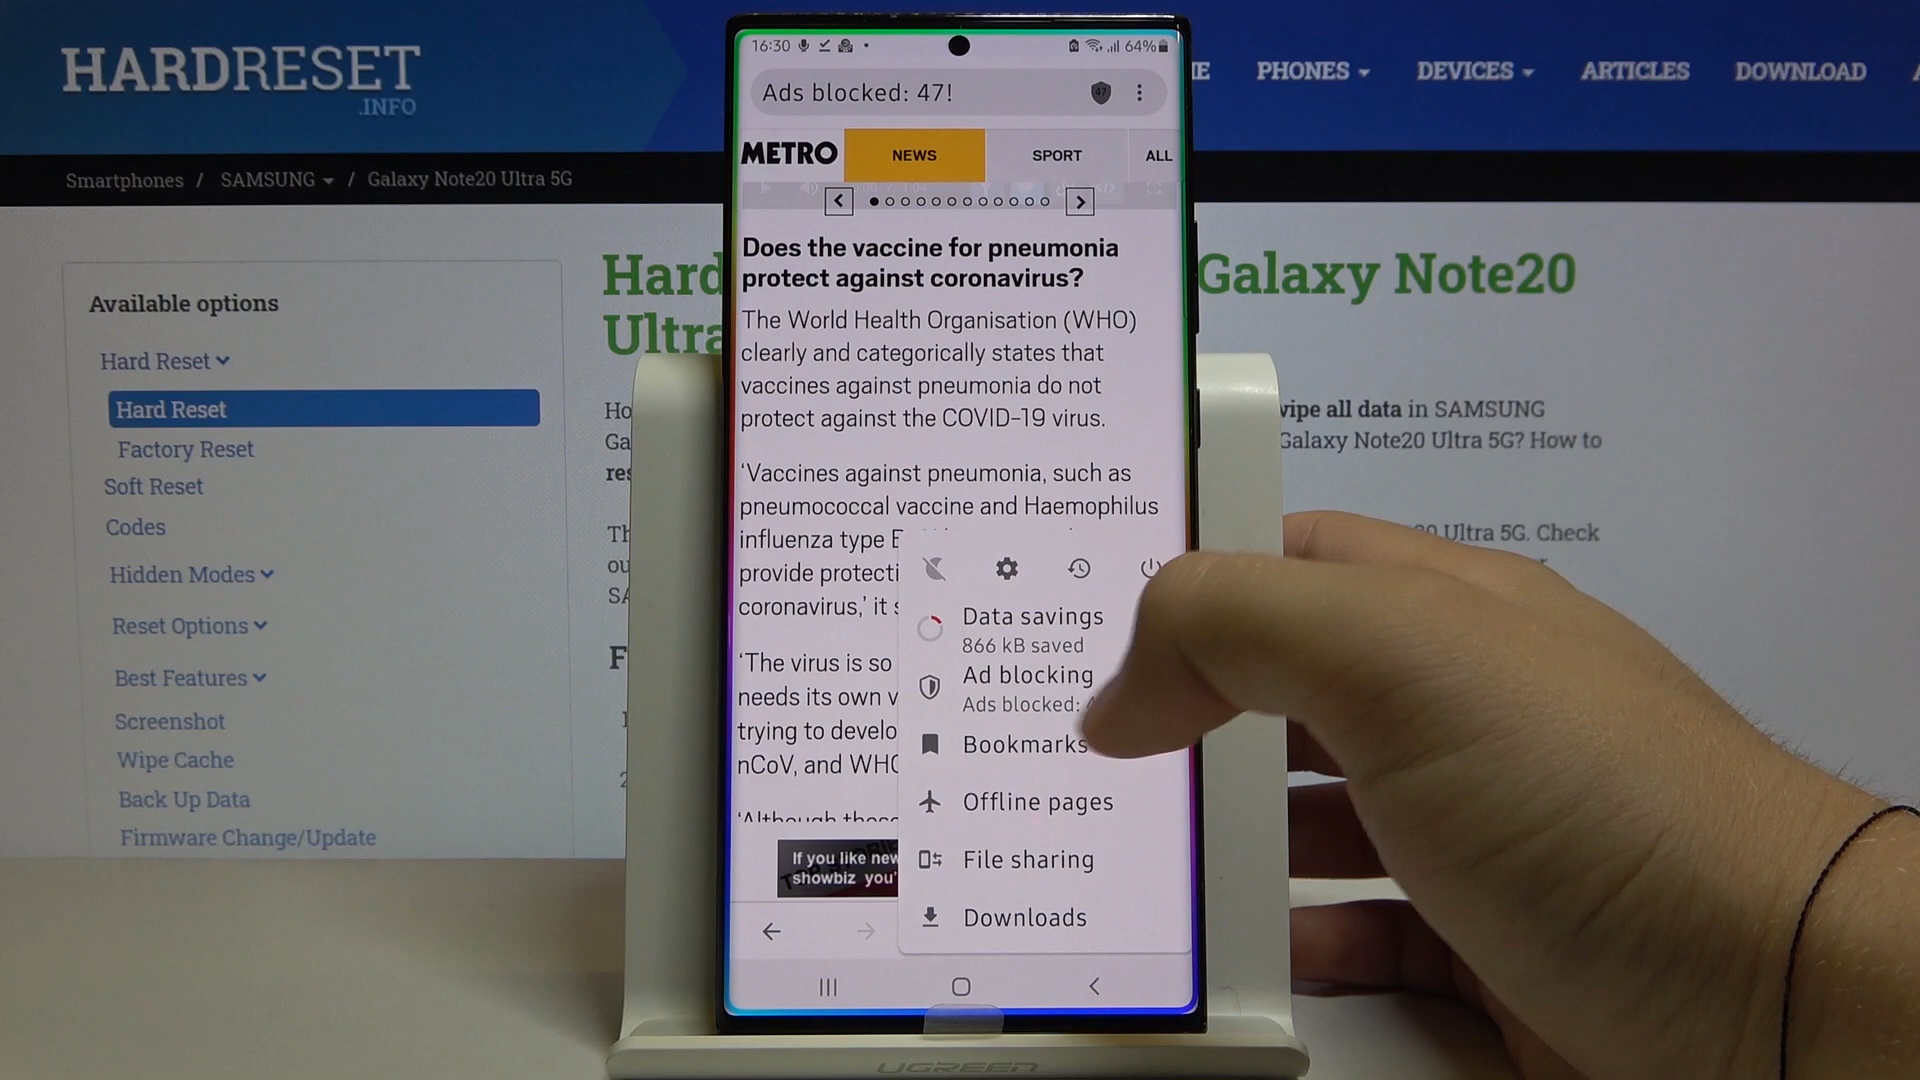 HARDRESET
.INFO
PHONES
DEVICES
ARTICLES
DOWNLOAD
Smartphones / SAMSUNG / Galaxy Note20 Ultra 5G
Available options
Hard Reset
Hard Reset
Factory Reset
Soft Reset
Codes
Hidden Modes
Reset Options
Best Features
Screenshot
Wipe Cache
Back Up Data
Firmware Change/Update
Hard
Galaxy Note20
Ultra
wipe all data in SAMSUNG
Galaxy Note20 Ultra 5G? How to
Ultra 5G. Check
16:30
64%
Ads blocked: 47!
47
METRO
NEWS
SPORT
ALL
Does the vaccine for pneumonia
protect against coronavirus?
The World Health Organisation (WHO)
clearly and categorically states that
vaccines against pneumonia do not
protect against the COVID-19 virus.
‘Vaccines against pneumonia, such as
pneumococcal vaccine and Haemophilus
influenza type
provide
coronavirus,’ it
‘The virus is so
needs its own
trying to
nCoV, and WHO
‘Although these
If you like
showbiz
Data savings
866 kB saved
Ad blocking
Ads blocked:
Bookmarks
Offline pages
File sharing
Downloads
UGREEN